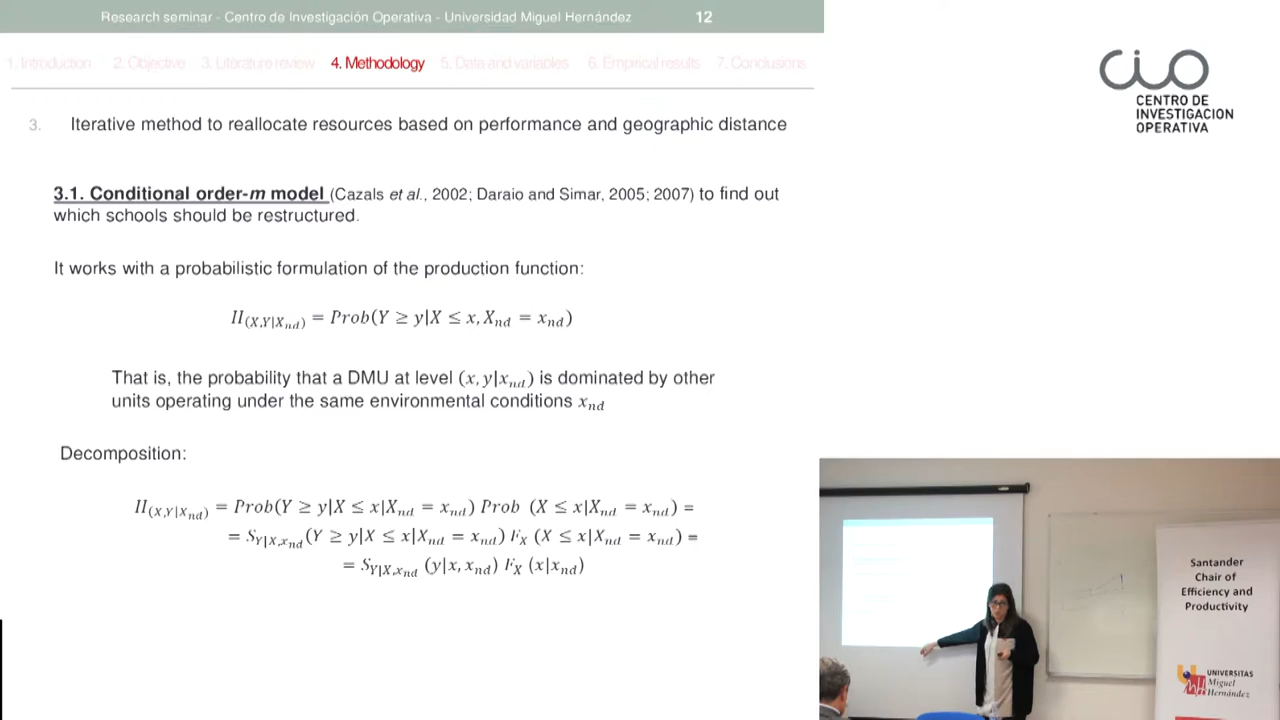 Research seminar - Centro de Investigación Operativa - Universidad Miguel Hernández 12
1. Introduction 2. Objective 3. Literature review 4. Methodology 5. Data and variables 6. Empirical results 7. Conclusions
CENTRO DE
INVESTIGACION
OPERATIVA
3. Iterative method to reallocate resources based on performance and geographic distance
3.1. Conditional order-m model (Cazals et al., 2002; Daraio and Simar, 2005; 2007) to find out
which schools should be restructured.
It works with a probabilistic formulation of the production function:
H(X,Y|Xnd) = Prob(Y ≥ y|X ≤ x, Xnd = xnd)
That is, the probability that a DMU at level (x, y|xnd) is dominated by other
units operating under the same environmental conditions xnd
Decomposition:
H(X,Y|Xnd) = Prob(Y ≥ y|X ≤ x|Xnd = xnd) Prob (X ≤ x|Xnd = xnd) =
= SY|X,xnd (Y ≥ y|X ≤ x|Xnd = xnd) FX (X ≤ x|Xnd = xnd) =
= SY|X,xnd (y|x, xnd) FX (x|xnd)
Santander
Chair of
Efficiency and
Productivity
UNIVERSITAS
Miguel
Hernández